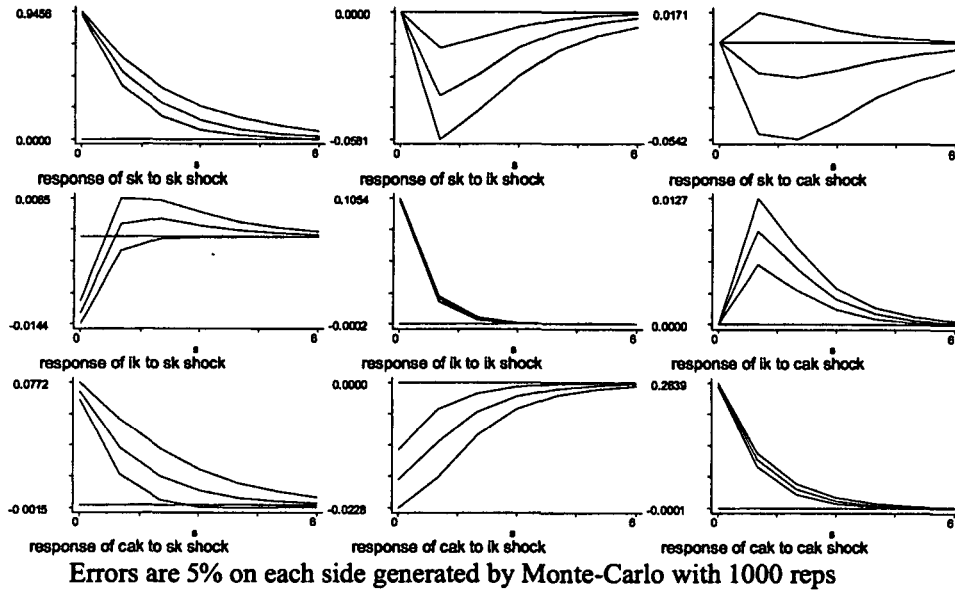 0.9456
0.0000
0 6
s
response of sk to sk shock
0.0000
-0.0581
0 6
s
response of sk to ik shock
0.0171
-0.0542
0 6
s
response of sk to cak shock
0.0085
-0.0144
0 6
s
response of ik to sk shock
0.1054
-0.0002
0 6
s
response of ik to ik shock
0.0127
0.0000
0 6
s
response of ik to cak shock
0.0772
-0.0015
0 6
s
response of cak to sk shock
0.0000
-0.0228
0 6
s
response of cak to ik shock
0.2839
-0.0001
0 6
s
response of cak to cak shock
Errors are 5% on each side generated by Monte-Carlo with 1000 reps